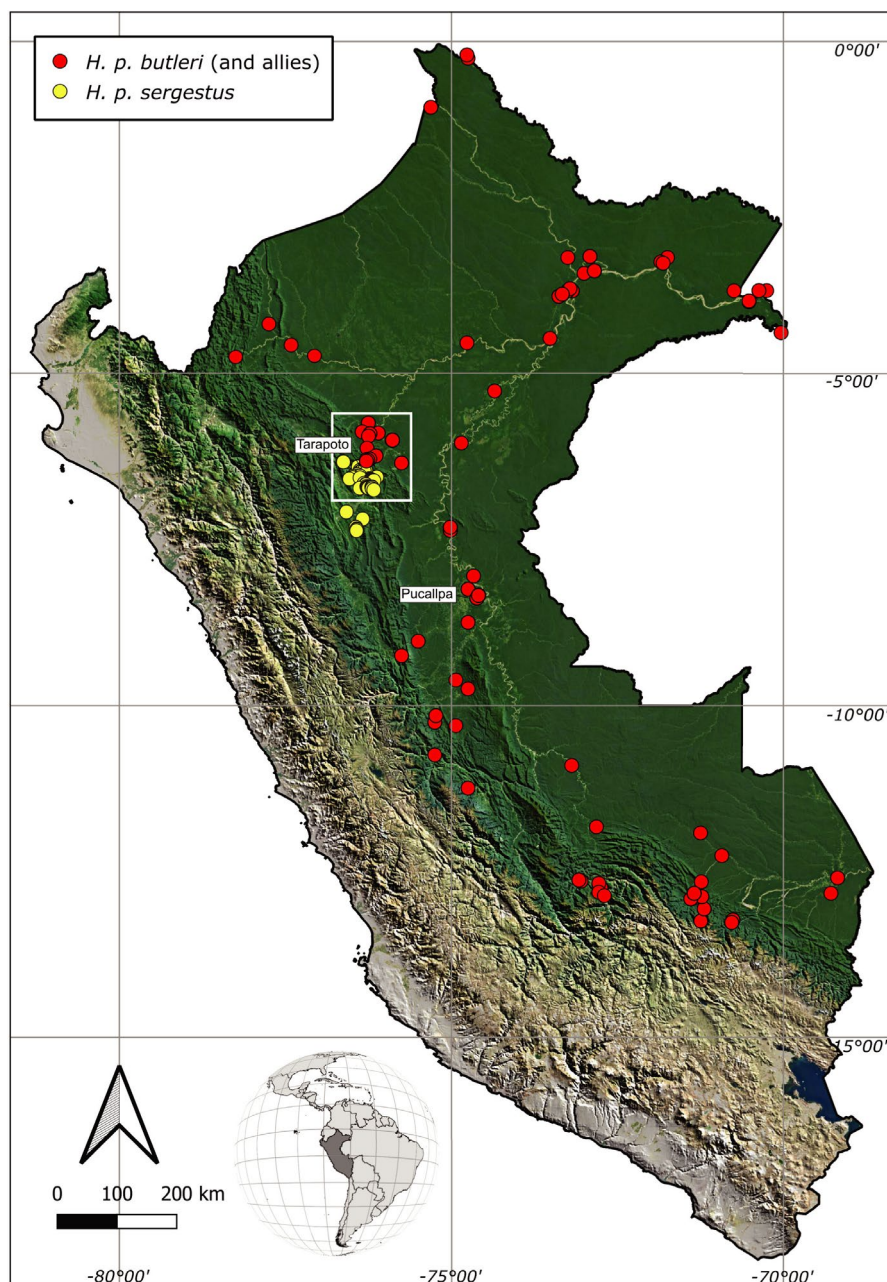 0°00'
H. p. butleri (and allies)
H. p. sergestus
-5°00'
Tarapoto
Pucallpa
-10°00'
-15°00'
0 100 200 km
-80°00' -75°00' -70°00'